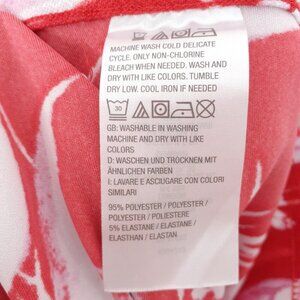 MACHINE WASH COLD DELICATE
CYCLE. ONLY NON-CHLORINE
BLEACH WHEN NEEDED. WASH AND
DRY WITH LIKE COLORS. TUMBLE
DRY LOW. COOL IRON IF NEEDED
30
GB: WASHABLE IN WASHING
MACHINE AND DRY WITH LIKE
COLORS
D: WASCHEN UND TROCKNEN MIT
ÄHNLICHEN FARBEN
I: LAVARE E ASCIUGARE CON COLORI
SIMILARI
95% POLYESTER / POLYESTER /
POLYESTER / POLIESTERE
5% ELASTANE / ELASTANE /
ELASTHAN / ELASTAN